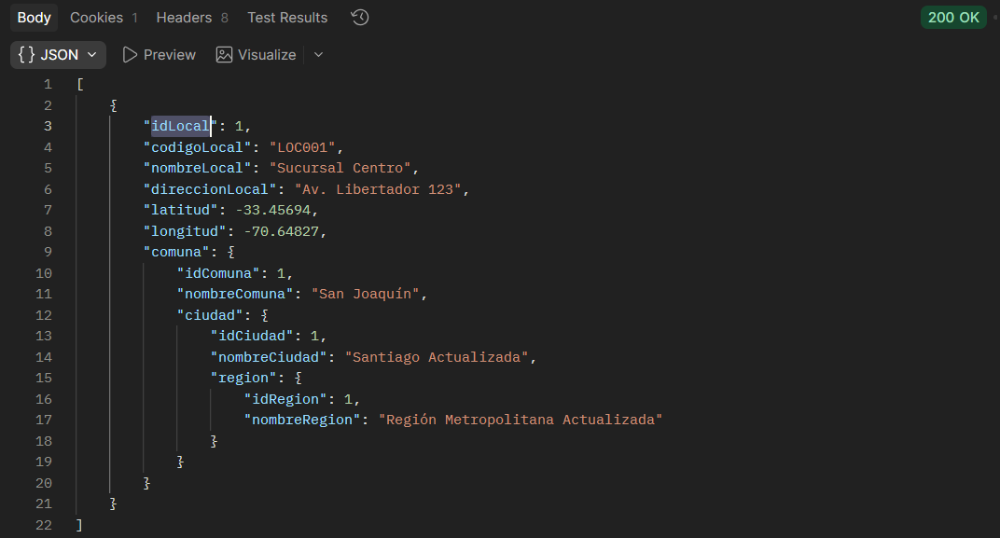 Body Cookies 1 Headers 8 Test Results 200 OK
{} JSON Preview Visualize
1 [
2 {
3 "idLocal": 1,
4 "codigoLocal": "LOC001",
5 "nombreLocal": "Sucursal Centro",
6 "direccionLocal": "Av. Libertador 123",
7 "latitud": -33.45694,
8 "longitud": -70.64827,
9 "comuna": {
10 "idComuna": 1,
11 "nombreComuna": "San Joaquín",
12 "ciudad": {
13 "idCiudad": 1,
14 "nombreCiudad": "Santiago Actualizada",
15 "region": {
16 "idRegion": 1,
17 "nombreRegion": "Región Metropolitana Actualizada"
18 }
19 }
20 }
21 }
22 ]